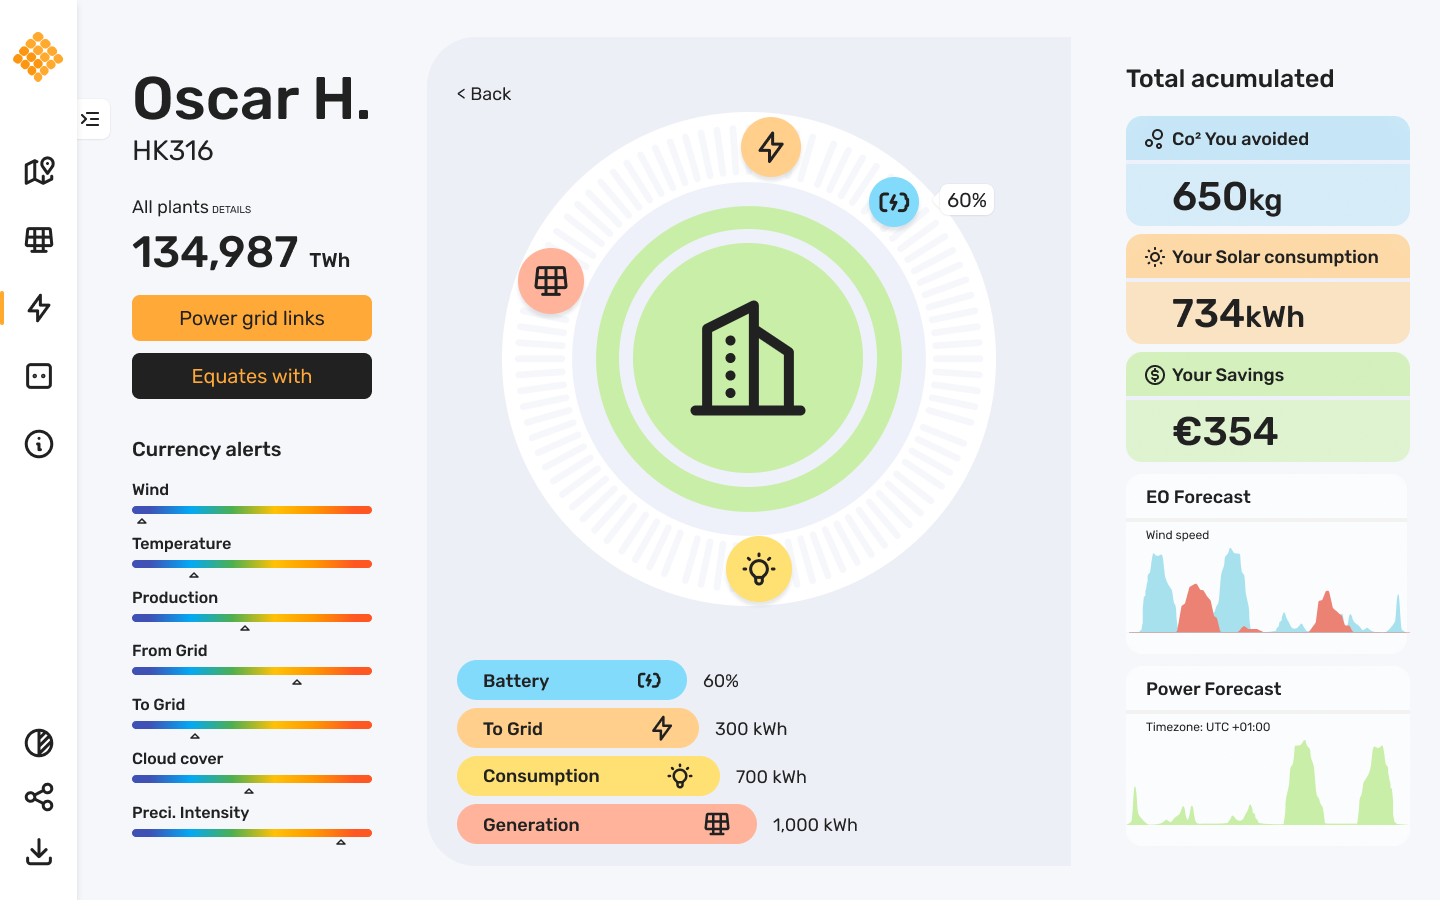 Oscar H.
HK316
All plants DETAILS
134,987 TWh
Power grid links
Equates with
Currency alerts
Wind
Temperature
Production
From Grid
To Grid
Cloud cover
Preci. Intensity
< Back
60%
Battery 60%
To Grid 300 kWh
Consumption 700 kWh
Generation 1,000 kWh
Total acumulated
Co² You avoided
650kg
Your Solar consumption
734kWh
Your Savings
€354
EO Forecast
Wind speed
Power Forecast
Timezone: UTC +01:00